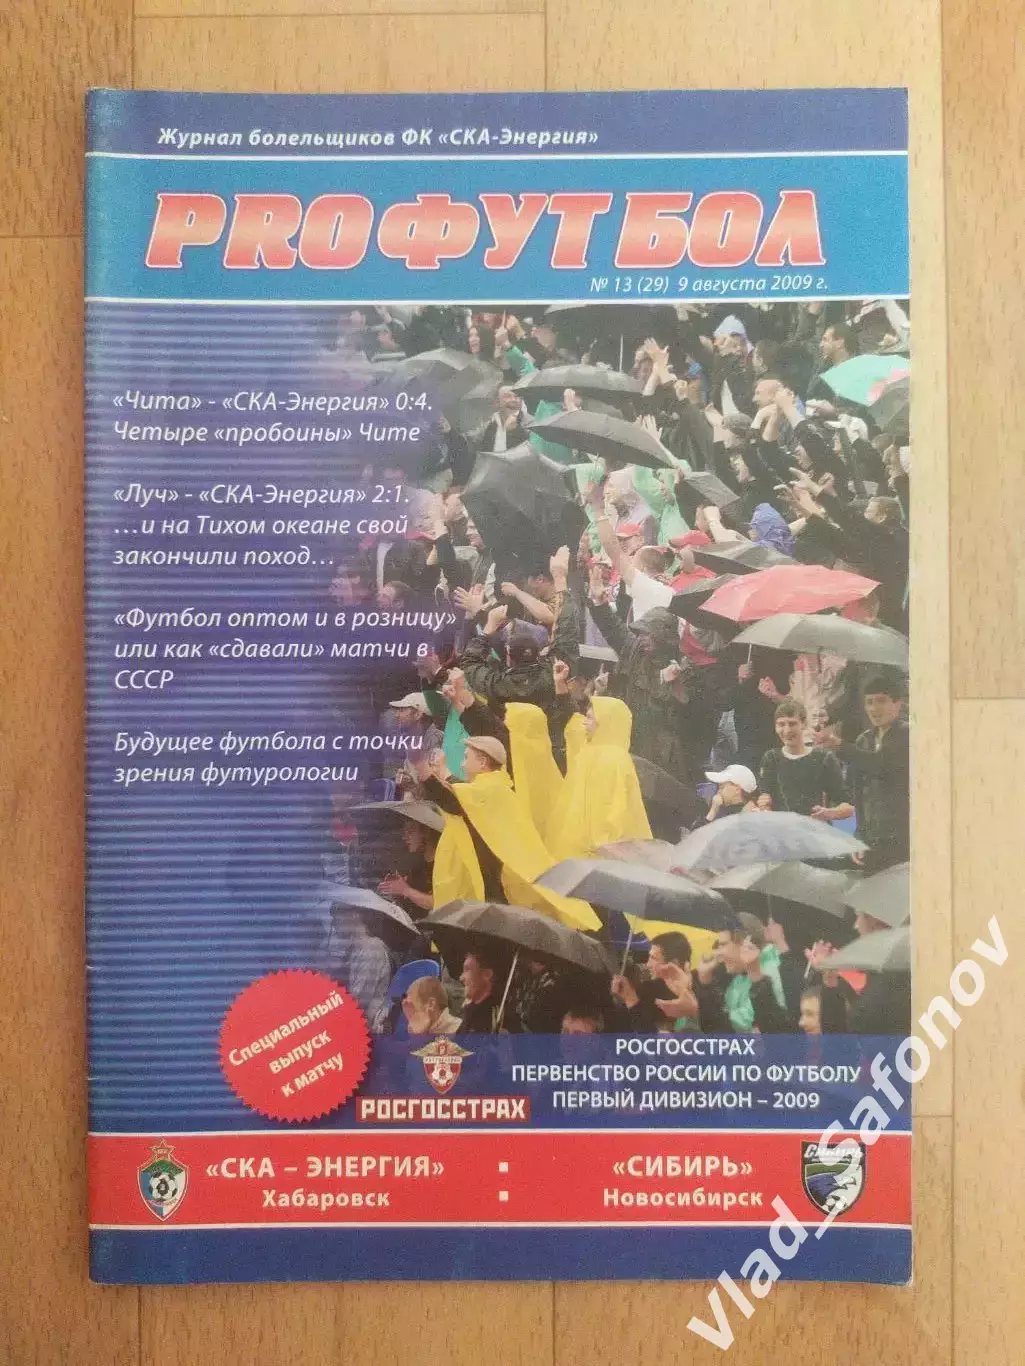 Журнал болельщиков ФК «СКА-Энергия»
PROФУТБОЛ
№ 13 (29) 9 августа 2009 г.
«Чита» - «СКА-Энергия» 0:4.
Четыре «пробоины» Чите
«Луч» - «СКА-Энергия» 2:1.
…и на Тихом океане свой
закончили поход…
«Футбол оптом и в розницу»
или как «сдавали» матчи в
СССР
Будущее футбола с точки
зрения футурологии
Специальный
выпуск
к матчу
РОСГОССТРАХ
РОСГОССТРАХ
ПЕРВЕНСТВО РОССИИ ПО ФУТБОЛУ
ПЕРВЫЙ ДИВИЗИОН – 2009
«СКА – ЭНЕРГИЯ»
Хабаровск
«СИБИРЬ»
Новосибирск
СИБИРЬ
Vlad_Safonov